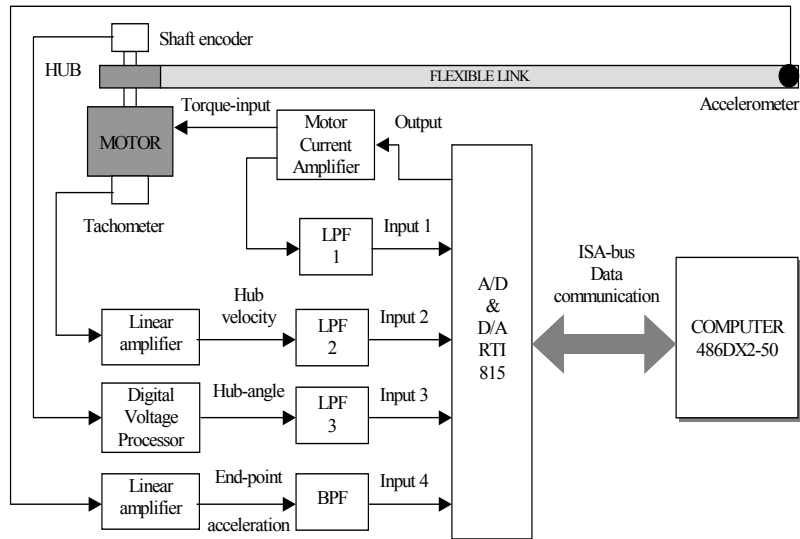 Shaft encoder
HUB
FLEXIBLE LINK
Accelerometer
Torque-input
Motor
Current
Amplifier
Output
MOTOR
Tachometer
LPF
1
Input 1
A/D
&
D/A
RTI
815
ISA-bus
Data
communication
COMPUTER
486DX2-50
Linear
amplifier
Hub
velocity
LPF
2
Input 2
Digital
Voltage
Processor
Hub-angle
LPF
3
Input 3
Linear
amplifier
End-point
acceleration
BPF
Input 4